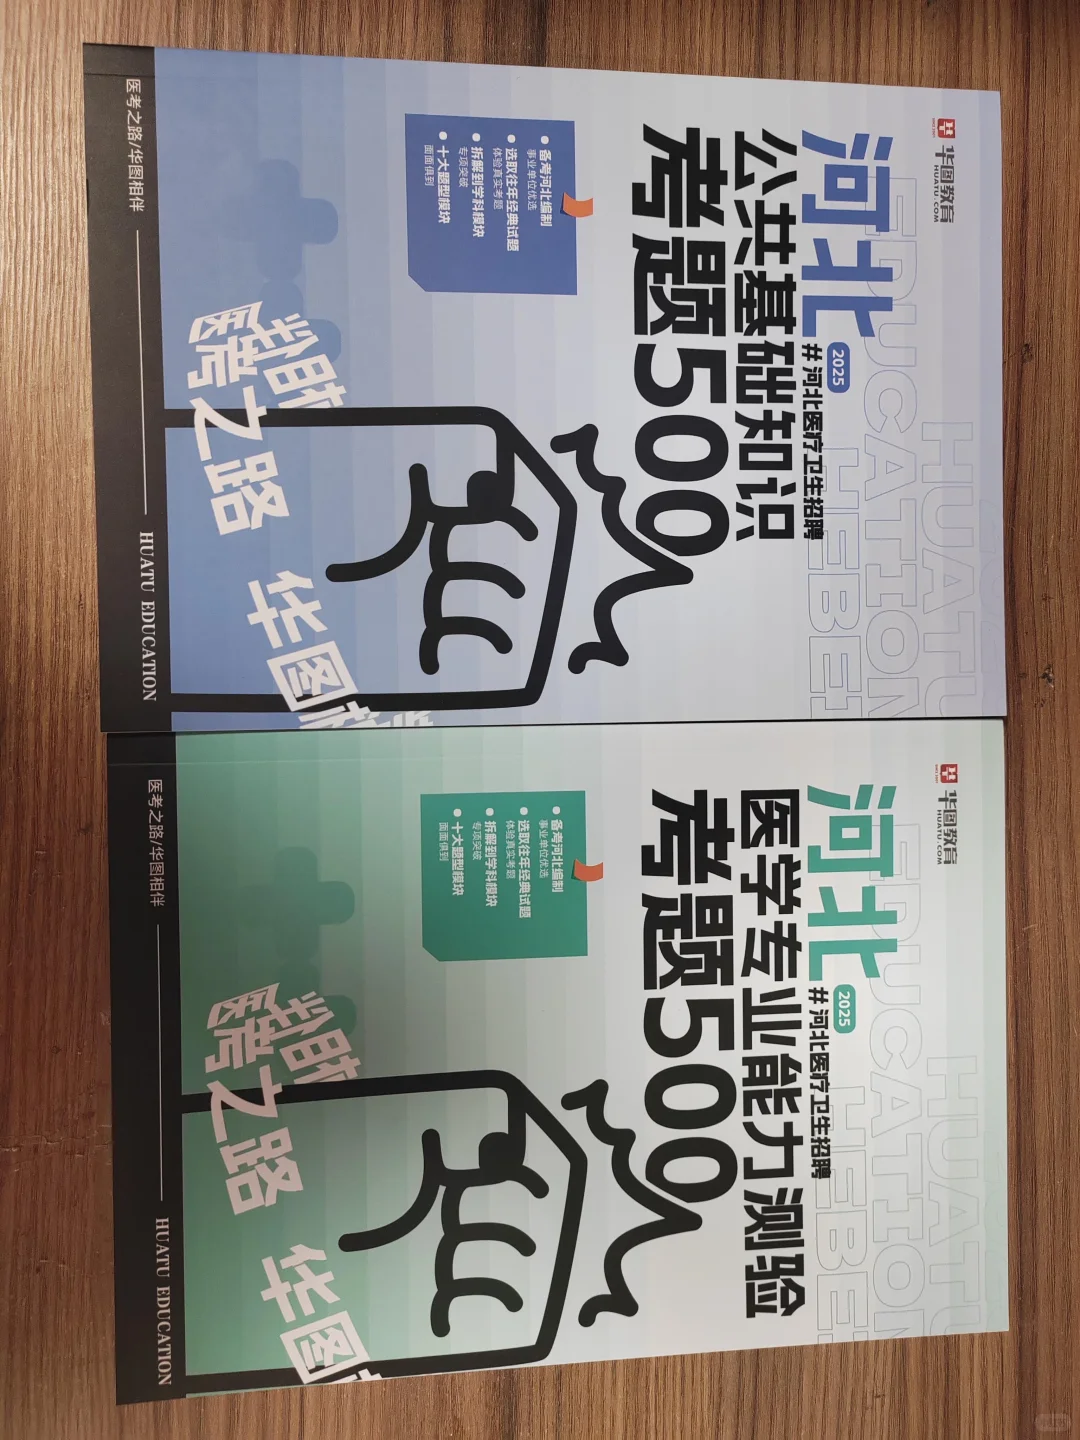 华图教育
HUATU.COM
HUATU
EDUCATION
HEBEI
河北
2025
#河北医疗卫生招聘
公共基础知识
考题500
备考河北编制
事业单位优选
选取往年经典试题
体验真实考题
拆解到学科模块
专项突破
十大题型模块
面面俱到
医考之路
华图
医考之路/华图相伴
HUATU EDUCATION
华图教育
HUATU.COM
HUATU
EDUCATION
HEBEI
河北
2025
#河北医疗卫生招聘
医学专业能力测验
考题500
备考河北编制
事业单位优选
选取往年经典试题
体验真实考题
拆解到学科模块
专项突破
十大题型模块
面面俱到
医考之路
华图
医考之路/华图相伴
HUATU EDUCATION